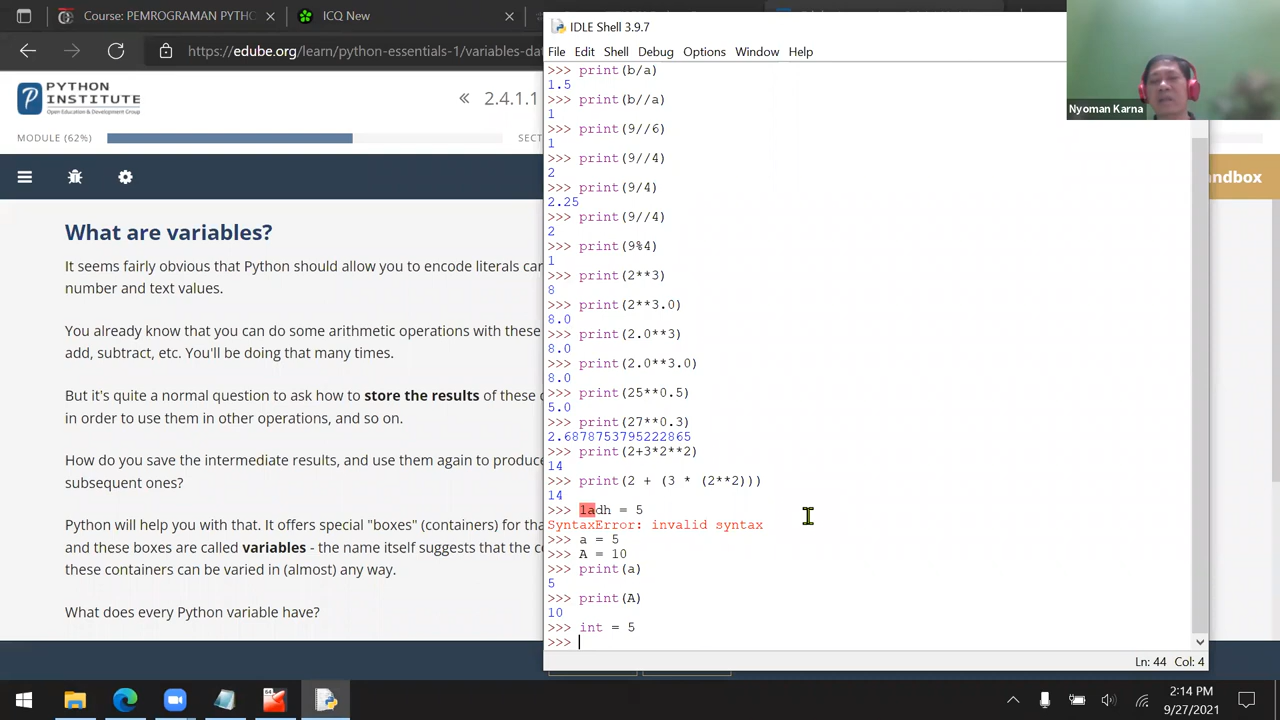 Course: PEMROGRAMAN PYTHO
ICQ New
https://edube.org/learn/python-essentials-1/variables-dat
PYTHON
INSTITUTE
Open Education & Development Group
2.4.1.1
MODULE (62%)
SECT
ndbox
What are variables?
It seems fairly obvious that Python should allow you to encode literals car
number and text values.
You already know that you can do some arithmetic operations with these
add, subtract, etc. You'll be doing that many times.
But it's quite a normal question to ask how to store the results of these o
in order to use them in other operations, and so on.
How do you save the intermediate results, and use them again to produce
subsequent ones?
Python will help you with that. It offers special "boxes" (containers) for tha
and these boxes are called variables - the name itself suggests that the co
these containers can be varied in (almost) any way.
What does every Python variable have?
IDLE Shell 3.9.7
File Edit Shell Debug Options Window Help
>>> print(b/a)
1.5
>>> print(b//a)
1
>>> print(9//6)
1
>>> print(9//4)
2
>>> print(9/4)
2.25
>>> print(9//4)
2
>>> print(9%4)
1
>>> print(2**3)
8
>>> print(2**3.0)
8.0
>>> print(2.0**3)
8.0
>>> print(2.0**3.0)
8.0
>>> print(25**0.5)
5.0
>>> print(27**0.3)
2.6878753795222865
>>> print(2+3*2**2)
14
>>> print(2 + (3 * (2**2)))
14
>>> 1adh = 5
SyntaxError: invalid syntax
>>> a = 5
>>> A = 10
>>> print(a)
5
>>> print(A)
10
>>> int = 5
>>>
Ln: 44 Col: 4
Nyoman Karna
2:14 PM
9/27/2021